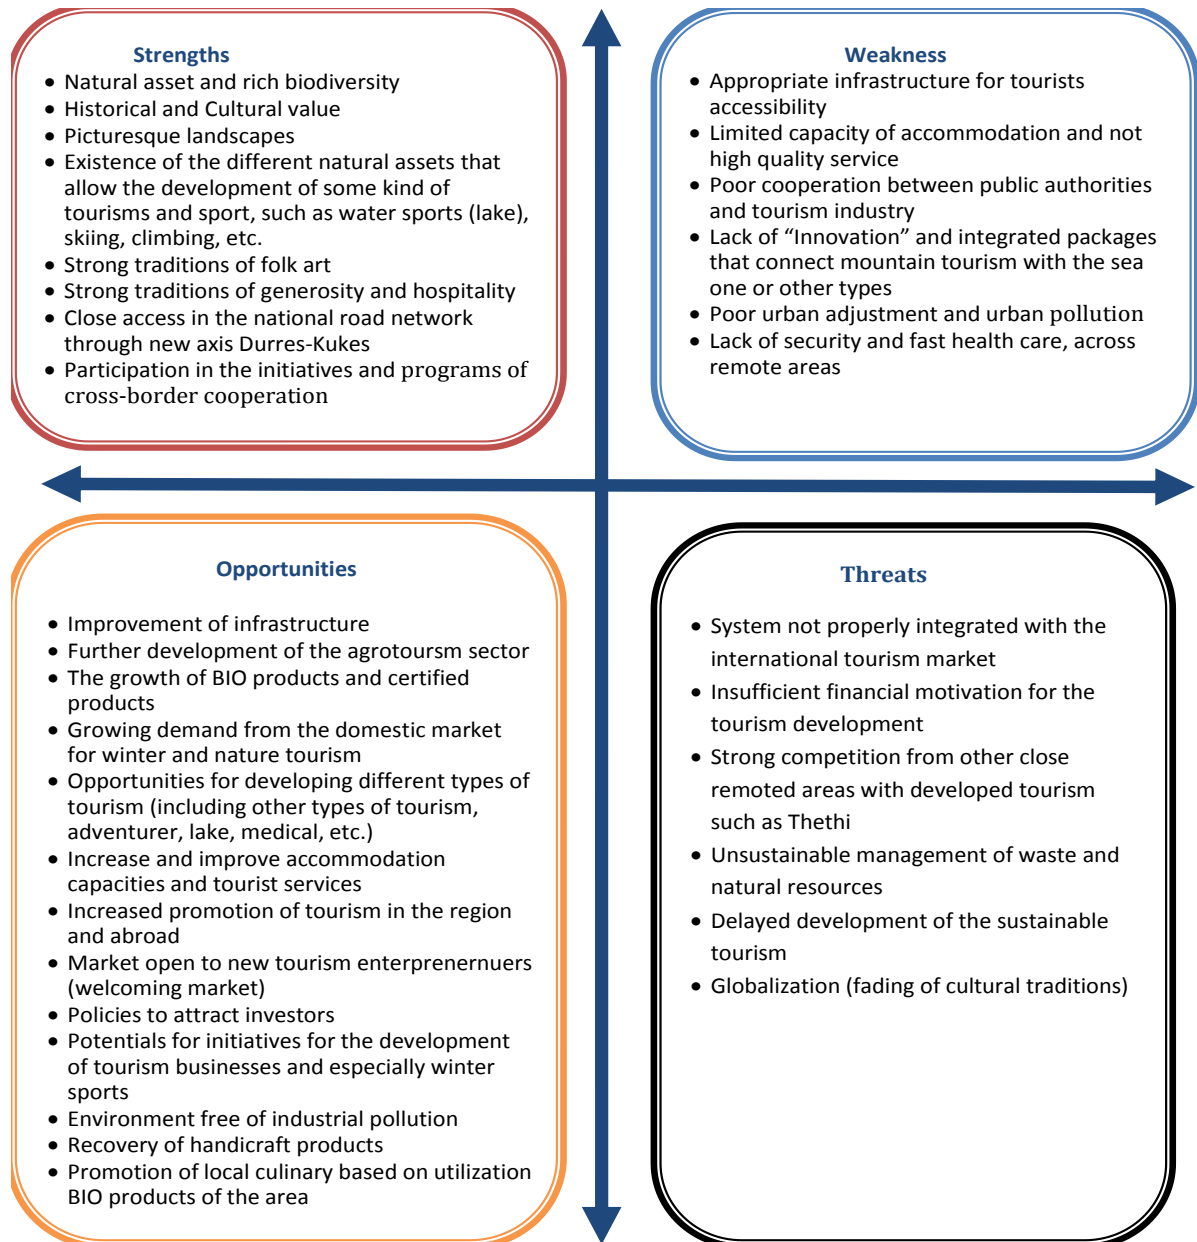 Strengths
• Natural asset and rich biodiversity
• Historical and Cultural value
• Picturesque landscapes
• Existence of the different natural assets that
allow the development of some kind of
tourisms and sport, such as water sports (lake),
skiing, climbing, etc.
• Strong traditions of folk art
• Strong traditions of generosity and hospitality
• Close access in the national road network
through new axis Durres-Kukes
• Participation in the initiatives and programs of
cross-border cooperation
Weakness
• Appropriate infrastructure for tourists
accessibility
• Limited capacity of accommodation and not
high quality service
• Poor cooperation between public authorities
and tourism industry
• Lack of “Innovation” and integrated packages
that connect mountain tourism with the sea
one or other types
• Poor urban adjustment and urban pollution
• Lack of security and fast health care, across
remote areas
Opportunities
• Improvement of infrastructure
• Further development of the agrotoursm sector
• The growth of BIO products and certified
products
• Growing demand from the domestic market
for winter and nature tourism
• Opportunities for developing different types of
tourism (including other types of tourism,
adventurer, lake, medical, etc.)
• Increase and improve accommodation
capacities and tourist services
• Increased promotion of tourism in the region
and abroad
• Market open to new tourism enterprenernuers
(welcoming market)
• Policies to attract investors
• Potentials for initiatives for the development
of tourism businesses and especially winter
sports
• Environment free of industrial pollution
• Recovery of handicraft products
• Promotion of local culinary based on utilization
BIO products of the area
Threats
• System not properly integrated with the
international tourism market
• Insufficient financial motivation for the
tourism development
• Strong competition from other close
remoted areas with developed tourism
such as Thethi
• Unsustainable management of waste and
natural resources
• Delayed development of the sustainable
tourism
• Globalization (fading of cultural traditions)